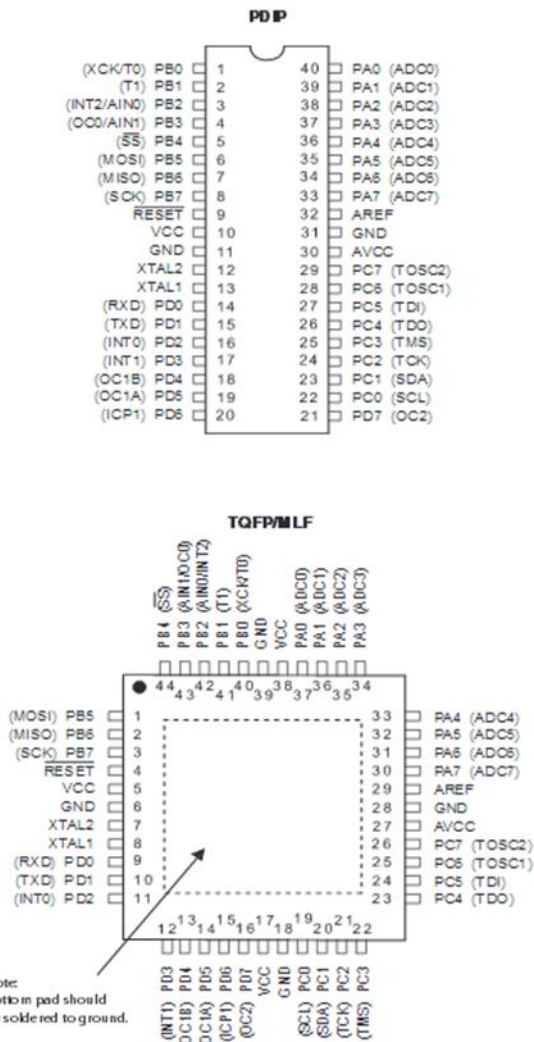 PDIP
(XCK/T0) PB0 1 40 PA0 (ADC0)
(T1) PB1 2 39 PA1 (ADC1)
(INT2/AIN0) PB2 3 38 PA2 (ADC2)
(OC0/AIN1) PB3 4 37 PA3 (ADC3)
(SS) PB4 5 36 PA4 (ADC4)
(MOSI) PB5 6 35 PA5 (ADC5)
(MISO) PB6 7 34 PA6 (ADC6)
(SCK) PB7 8 33 PA7 (ADC7)
RESET 9 32 AREF
VCC 10 31 GND
GND 11 30 AVCC
XTAL2 12 29 PC7 (TOSC2)
XTAL1 13 28 PC6 (TOSC1)
(RXD) PD0 14 27 PC5 (TDI)
(TXD) PD1 15 26 PC4 (TDO)
(INT0) PD2 16 25 PC3 (TMS)
(INT1) PD3 17 24 PC2 (TCK)
(OC1B) PD4 18 23 PC1 (SDA)
(OC1A) PD5 19 22 PC0 (SCL)
(ICP1) PD6 20 21 PD7 (OC2)
TQFP/MLF
PB4 (SS)
PB3 (AIN1/OC0)
PB2 (AIN0/INT2)
PB1 (T1)
PB0 (XCK/T0)
GND
VCC
PA0 (ADC0)
PA1 (ADC1)
PA2 (ADC2)
PA3 (ADC3)
44 43 42 41 40 39 38 37 36 35 34
(MOSI) PB5 1 33 PA4 (ADC4)
(MISO) PB6 2 32 PA5 (ADC5)
(SCK) PB7 3 31 PA6 (ADC6)
RESET 4 30 PA7 (ADC7)
VCC 5 29 AREF
GND 6 28 GND
XTAL2 7 27 AVCC
XTAL1 8 26 PC7 (TOSC2)
(RXD) PD0 9 25 PC6 (TOSC1)
(TXD) PD1 10 24 PC5 (TDI)
(INT0) PD2 11 23 PC4 (TDO)
12 13 14 15 16 17 18 19 20 21 22
(INT1) PD3
OC1B) PD4
OC1A) PD5
(ICP1) PD6
(OC2) PD7
VCC
GND
(SCL) PC0
(SDA) PC1
(TCK) PC2
(TMS) PC3
ote:
ottom pad should
soldered to ground.